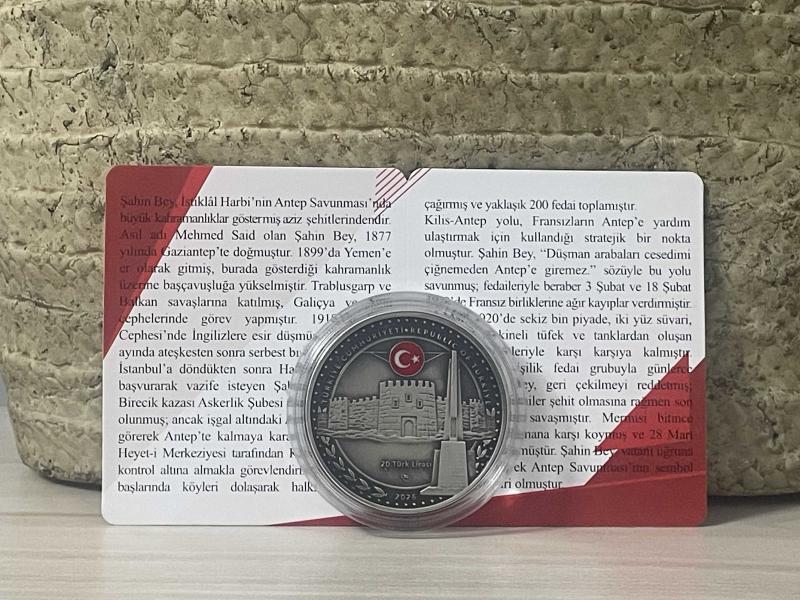 Şahin Bey, İstiklâl Harbi'nin Antep Savunması'nda
büyük kahramanlıklar göstermiş aziz şehitlerindendir.
Asıl adı Mehmed Said olan Şahin Bey, 1877
yılında Gaziantep'te doğmuştur. 1899'da Yemen'e
er olarak gitmiş, burada gösterdiği kahramanlık
üzerine başçavuşluğa yükselmiştir. Trablusgarp ve
Balkan savaşlarına katılmış, Galiçya ve
cephelerinde görev yapmıştır.
Cephesi'nde İngilizlere esir
ayında ateşkesten sonra serbest
İstanbul'a döndükten sonra
başvurarak vazife isteyen
Birecik kazası Askerlik Şubesi
olunmuş; ancak işgal altındaki
görerek Antep'te kalmaya
Heyet-i Merkeziyesi tarafından
kontrol altına almakla
başlarında köyleri dolaşarak
çağırmış ve yaklaşık 200 fedai toplamıştır.
Kilis-Antep yolu, Fransızların Antep'e yardım
ulaştırmak için kullandığı stratejik bir nokta
olmuştur. Şahin Bey, “Düşman arabaları cesedimi
çiğnemeden Antep'e giremez.” sözüyle bu yolu
savunmuş; fedaileriyle beraber 3 Şubat ve 18 Şubat
Fransız birliklerine ağır kayıplar verdirmiştir.
1920'de sekiz bin piyade, iki yüz süvari,
tüfek ve tanklardan oluşan
karşı karşıya kalmıştır.
fedai grubuyla günlerce
geri çekilmeyi reddetmiş;
şehit olmasına rağmen son
savaşmıştır. Mermisi bitince
karşı koymuş ve 28 Mart
Şahin Bey vatanı uğruna
Antep Savunması'nın sembol
olmuştur.
TÜRKİYE CUMHURİYETİ • REPUBLIC OF TÜRKİYE
20 Türk Lirası
2025